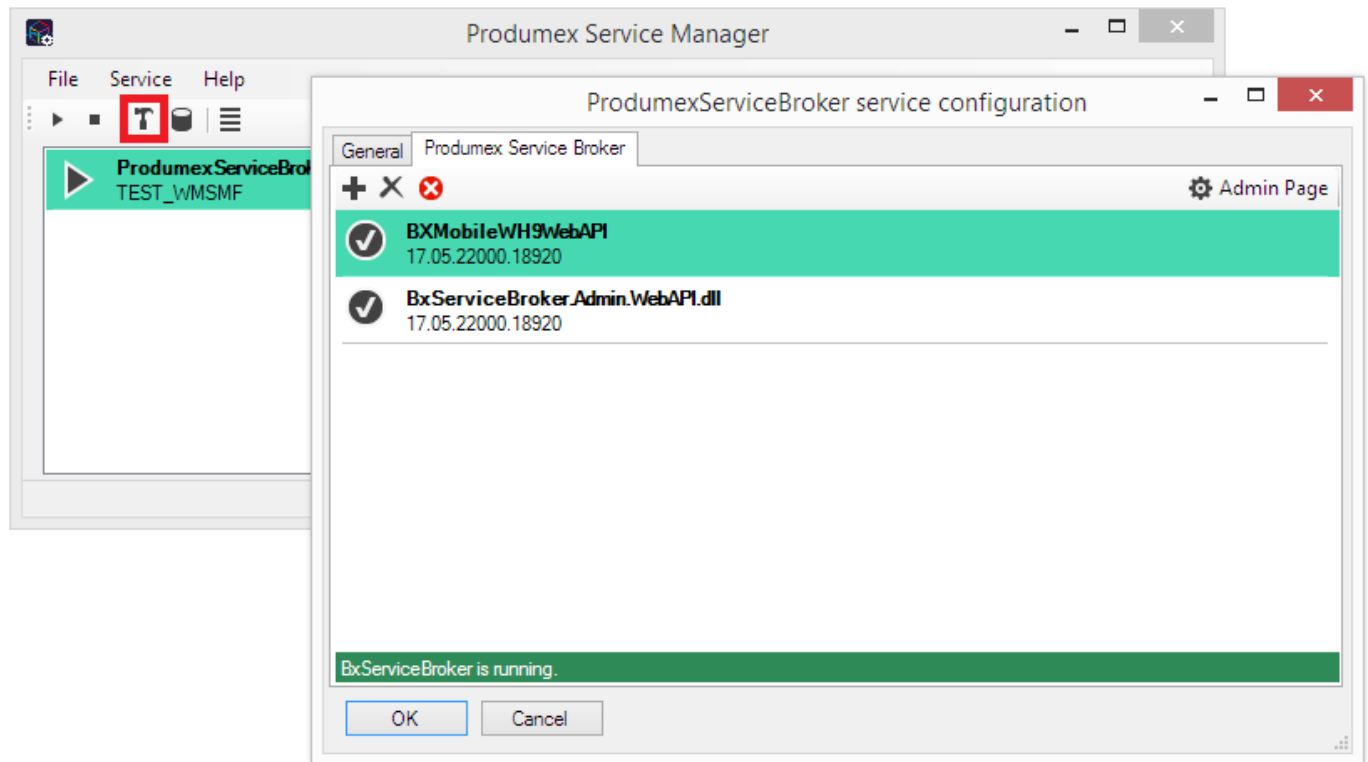 Produmex Service Manager
File Service Help
ProdumexServiceBro
TEST_WMSMF
ProdumexServiceBroker service configuration
General Produmex Service Broker
Admin Page
BXMobileWH9WebAPI
17.05.22000.18920
BxServiceBroker.Admin.WebAPI.dll
17.05.22000.18920
BxServiceBroker is running.
OK Cancel